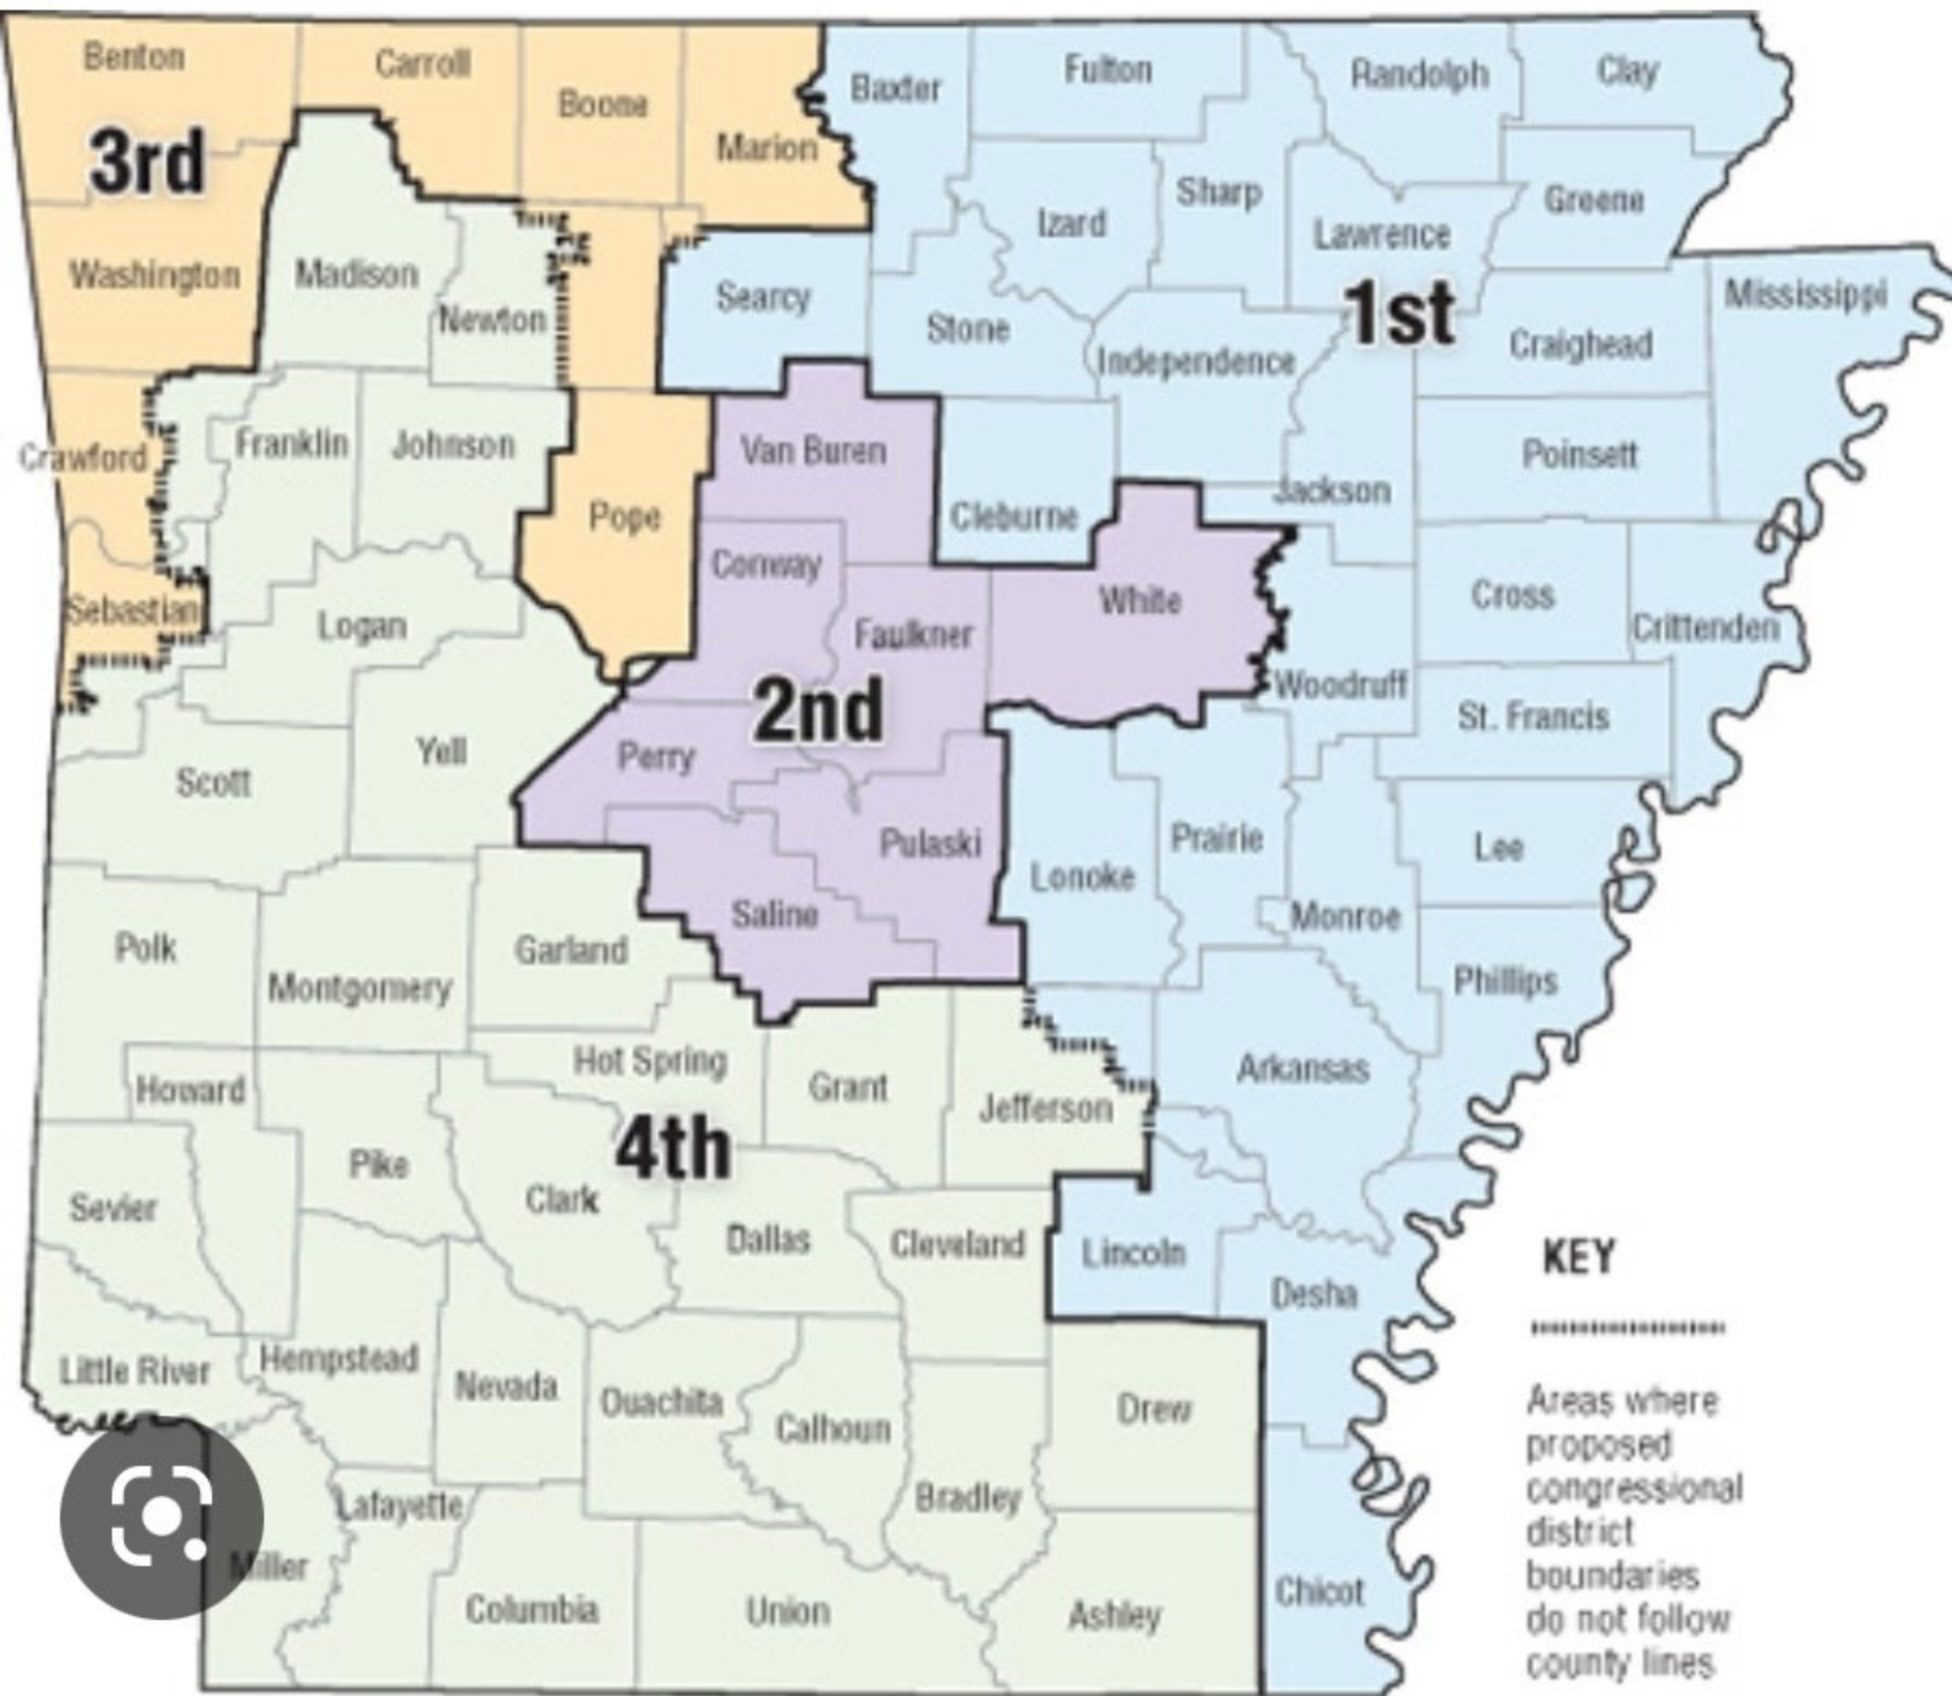 Benton
Carroll
Boone
Marion
Baxter
Fulton
Randolph
Clay
3rd
Izard
Sharp
Lawrence
Greene
Washington
Madison
Newton
Searcy
Stone
Independence
1st
Craighead
Mississippi
Crawford
Franklin
Johnson
Pope
Van Buren
Cleburne
Jackson
Poinsett
Sebastian
Logan
Conway
Faulkner
White
Woodruff
Cross
Crittenden
St. Francis
Scott
Yell
Perry
2nd
Pulaski
Saline
Lonoke
Prairie
Monroe
Lee
Phillips
Polk
Montgomery
Garland
Hot Spring
Grant
Jefferson
Arkansas
Howard
Pike
4th
Clark
Sevier
Dallas
Cleveland
Lincoln
Desha
Little River
Hempstead
Nevada
Ouachita
Calhoun
Bradley
Drew
Miller
Lafayette
Columbia
Union
Ashley
Chicot
KEY
Areas where
proposed
congressional
district
boundaries
do not follow
county lines